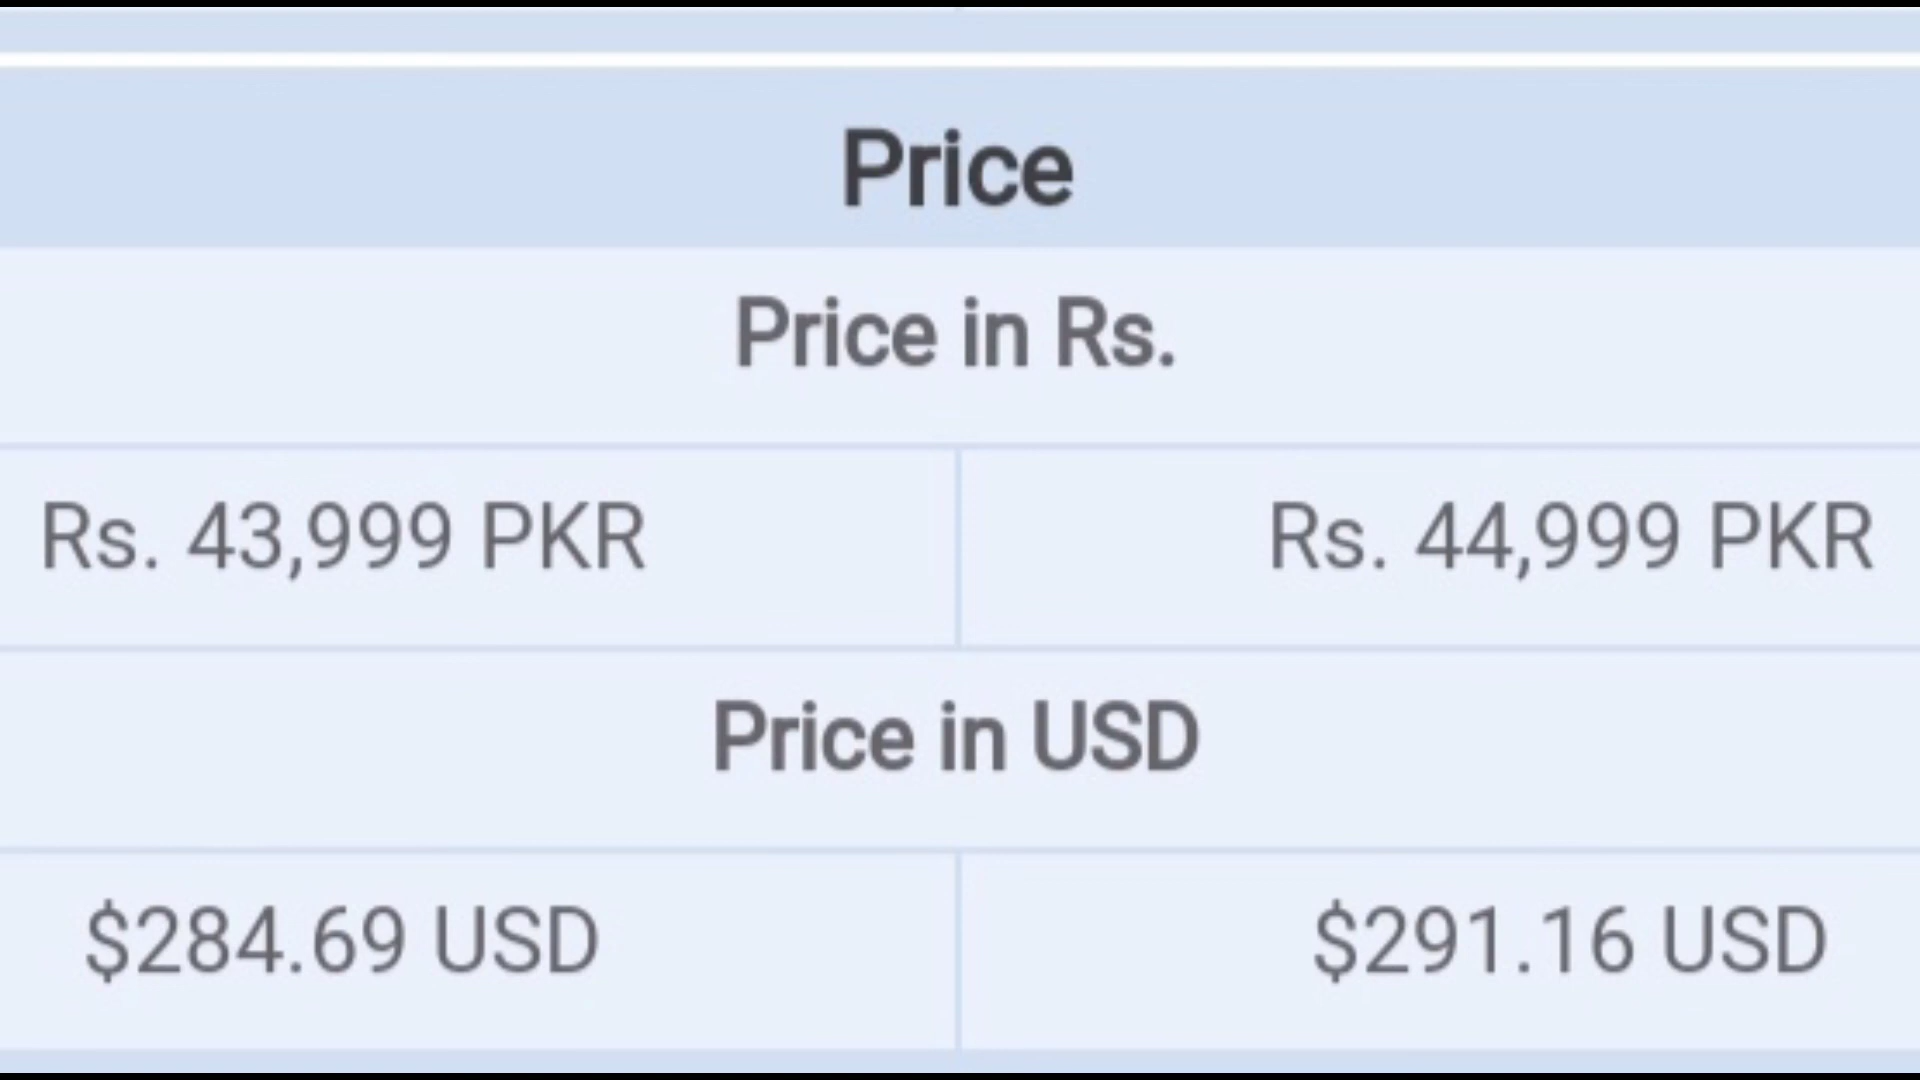 Price
Price in Rs.
Rs. 43,999 PKR
Rs. 44,999 PKR
Price in USD
$284.69 USD
$291.16 USD